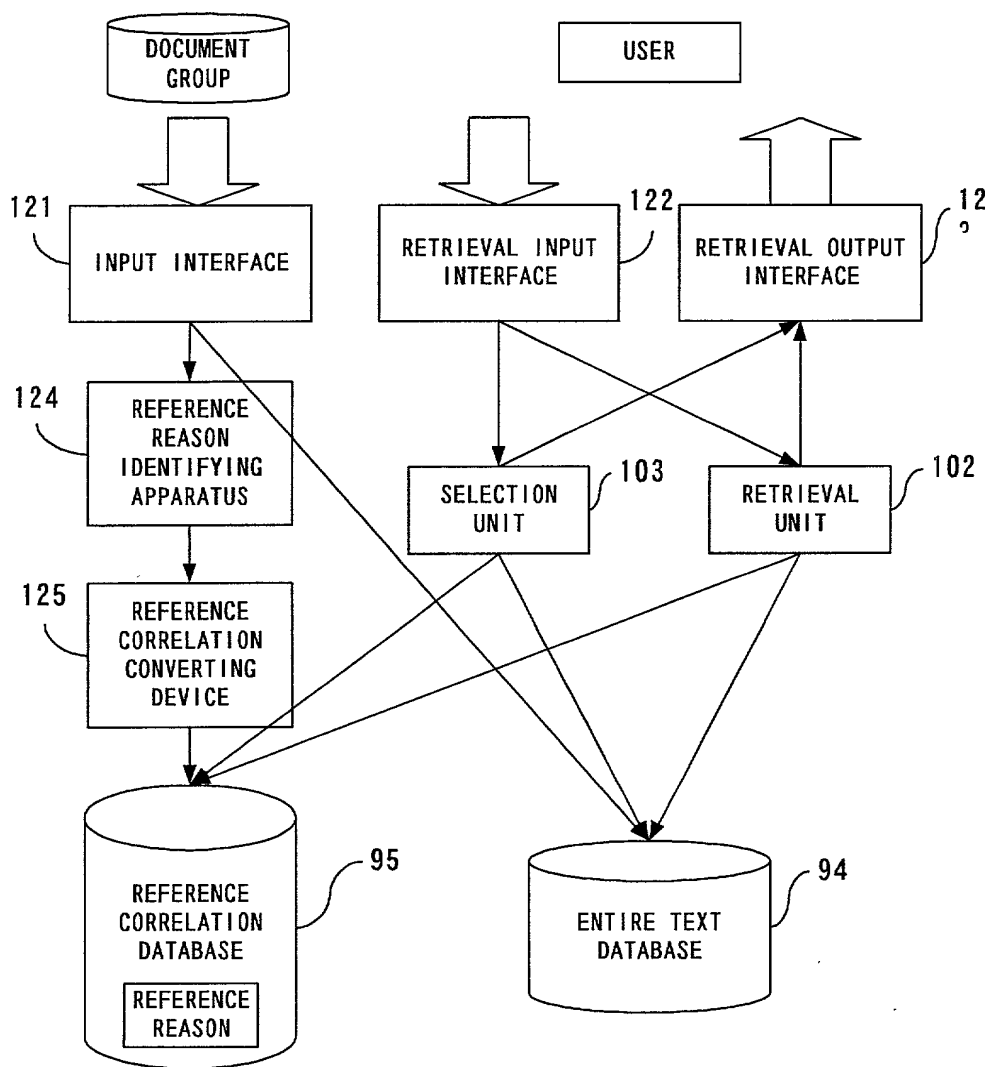 DOCUMENT
GROUP
USER
121
INPUT INTERFACE
RETRIEVAL INPUT
INTERFACE
122
RETRIEVAL OUTPUT
INTERFACE
12
124
REFERENCE
REASON
IDENTIFYING
APPARATUS
SELECTION
UNIT
103
RETRIEVAL
UNIT
102
125
REFERENCE
CORRELATION
CONVERTING
DEVICE
REFERENCE
CORRELATION
DATABASE
95
REFERENCE
REASON
ENTIRE TEXT
DATABASE
94